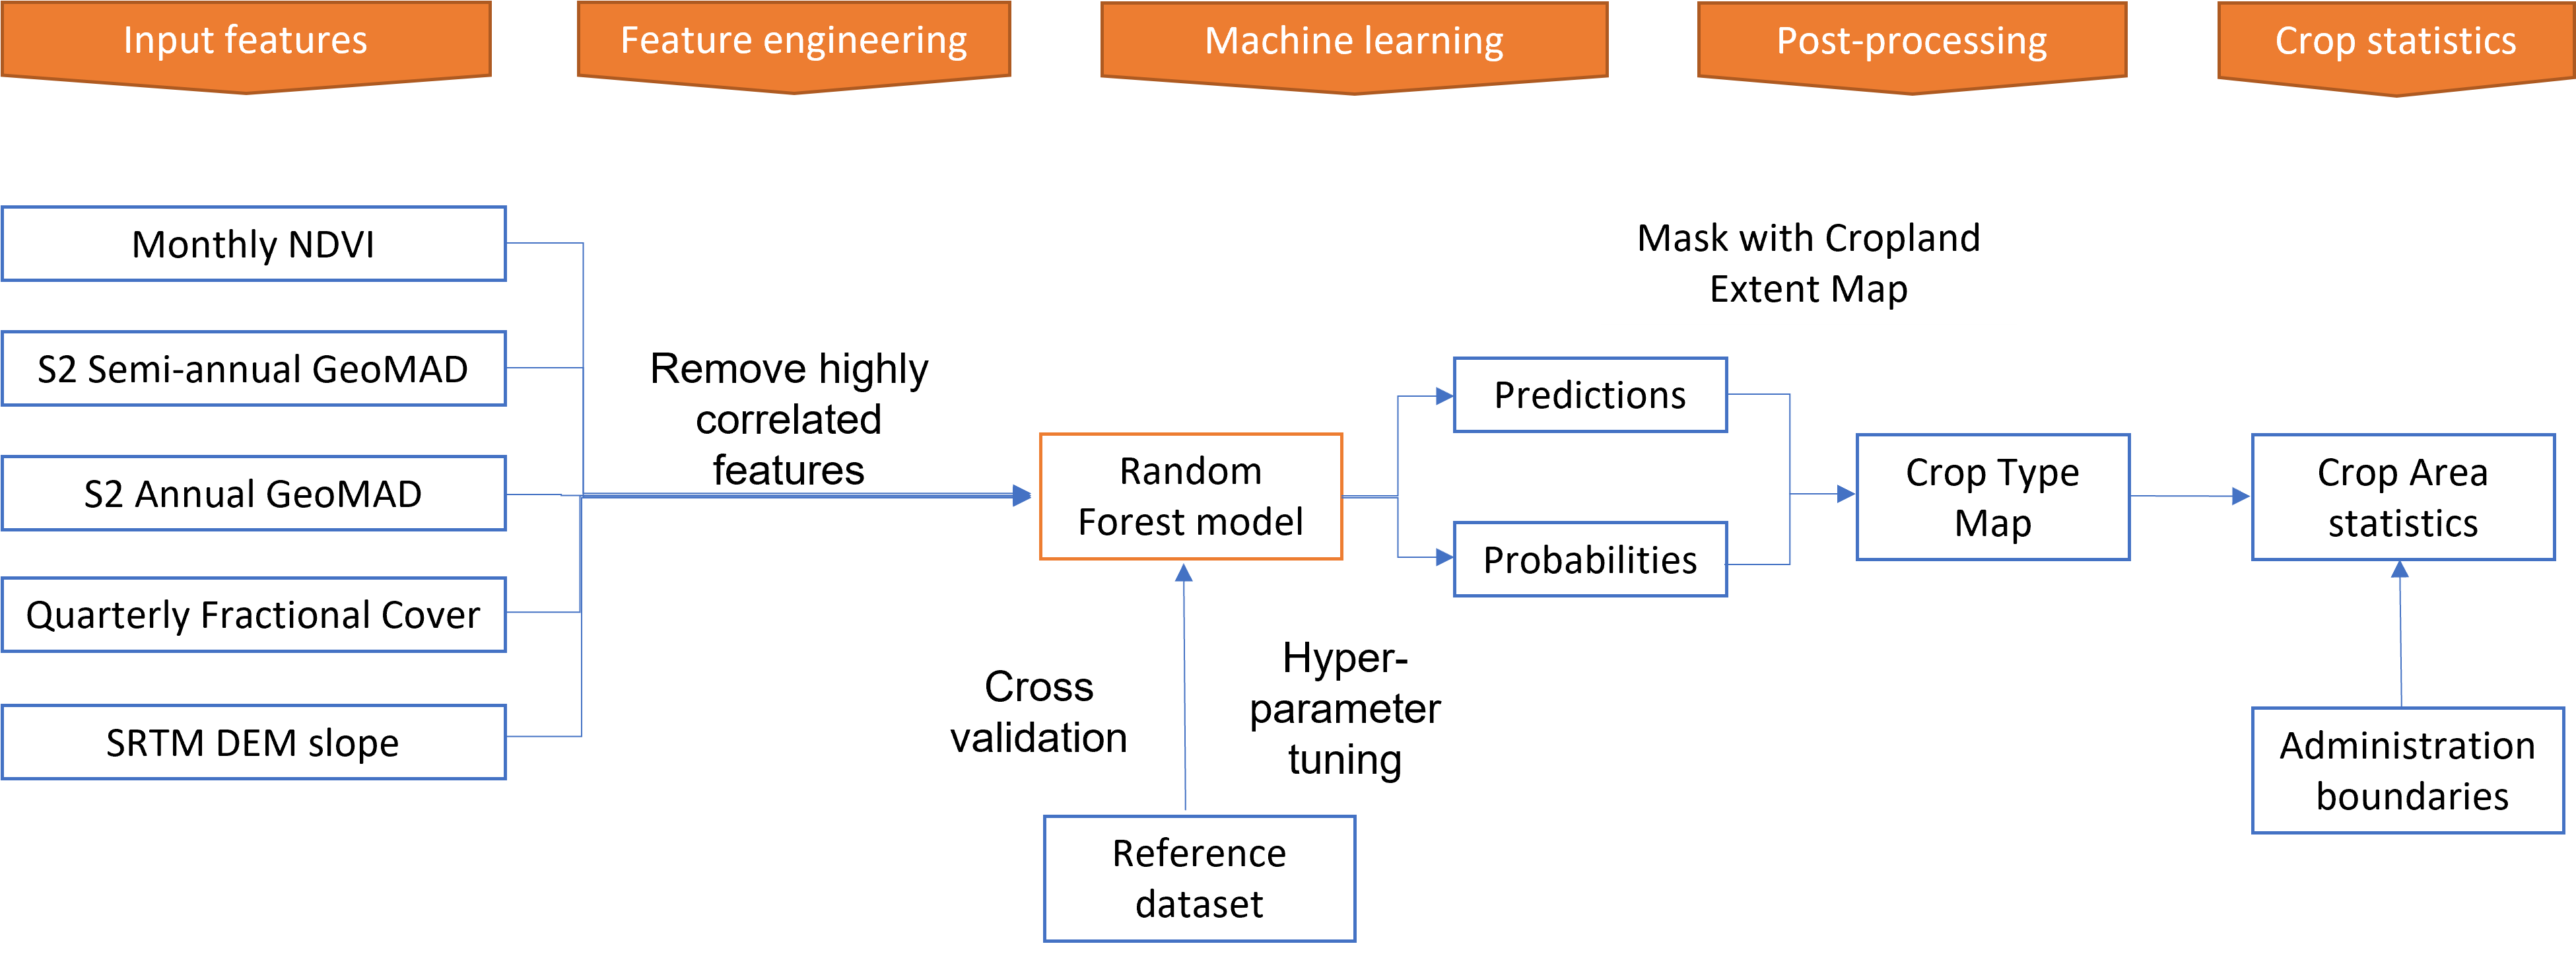 Input features
Feature engineering
Machine learning
Post-processing
Crop statistics
Monthly NDVI
S2 Semi-annual GeoMAD
S2 Annual GeoMAD
Quarterly Fractional Cover
SRTM DEM slope
Remove highly
correlated
features
Random
Forest model
Cross
validation
Hyper-
parameter
tuning
Reference
dataset
Mask with Cropland
Extent Map
Predictions
Probabilities
Crop Type
Map
Crop Area
statistics
Administration
boundaries